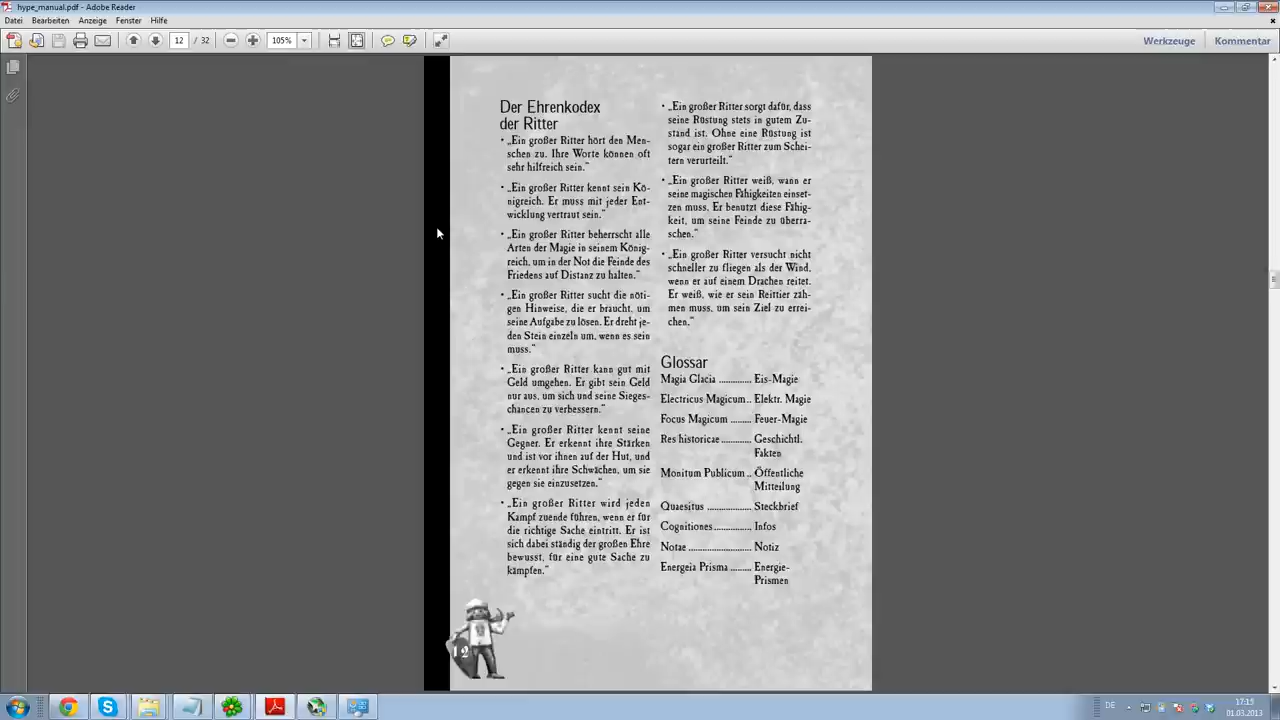 hype_manual.pdf - Adobe Reader
Datei Bearbeiten Anzeige Fenster Hilfe
12 / 32 105% Werkzeuge Kommentar
Der Ehrenkodex
der Ritter
• „Ein großer Ritter hört den Men-
schen zu. Ihre Worte können oft
sehr hilfreich sein.“
• „Ein großer Ritter kennt sein Kö-
nigreich. Er muss mit jeder Ent-
wicklung vertraut sein.“
• „Ein großer Ritter beherrscht alle
Arten der Magie in seinem König-
reich, um in der Not die Feinde des
Friedens auf Distanz zu halten.“
• „Ein großer Ritter sucht die nöti-
gen Hinweise, die er braucht, um
seine Aufgabe zu lösen. Er dreht je-
den Stein einzeln um, wenn es sein
muss.“
• „Ein großer Ritter kann gut mit
Geld umgehen. Er gibt sein Geld
nur aus, um sich und seine Sieges-
chancen zu verbessern.“
• „Ein großer Ritter kennt seine
Gegner. Er erkennt ihre Stärken
und ist vor ihnen auf der Hut, und
er erkennt ihre Schwächen, um sie
gegen sie einzusetzen.“
• „Ein großer Ritter wird jeden
Kampf zuende führen, wenn er für
die richtige Sache eintritt. Er ist
sich dabei ständig der großen Ehre
bewusst, für eine gute Sache zu
kämpfen.“
• „Ein großer Ritter sorgt dafür, dass
seine Rüstung stets in gutem Zu-
stand ist. Ohne eine Rüstung ist
sogar ein großer Ritter zum Schei-
tern verurteilt.“
• „Ein großer Ritter weiß, wann er
seine magischen Fähigkeiten einset-
zen muss. Er benutzt diese Fähig-
keit, um seine Feinde zu überra-
schen.“
• „Ein großer Ritter versucht nicht
schneller zu fliegen als der Wind,
wenn er auf einem Drachen reitet.
Er weiß, wie er sein Reittier zäh-
men muss, um sein Ziel zu errei-
chen.“
Glossar
Magia Glacia ............. Eis-Magie
Electricus Magicum.. Elektr. Magie
Focus Magicum ........ Feuer-Magie
Res historicae ............ Geschichtl.
Fakten
Monitum Publicum .. Öffentliche
Mitteilung
Quaesitus .................. Steckbrief
Cognitiones............... Infos
Notae ......................... Notiz
Energeia Prisma ........ Energie-
Prismen
12
DE 17:15
01.03.2013